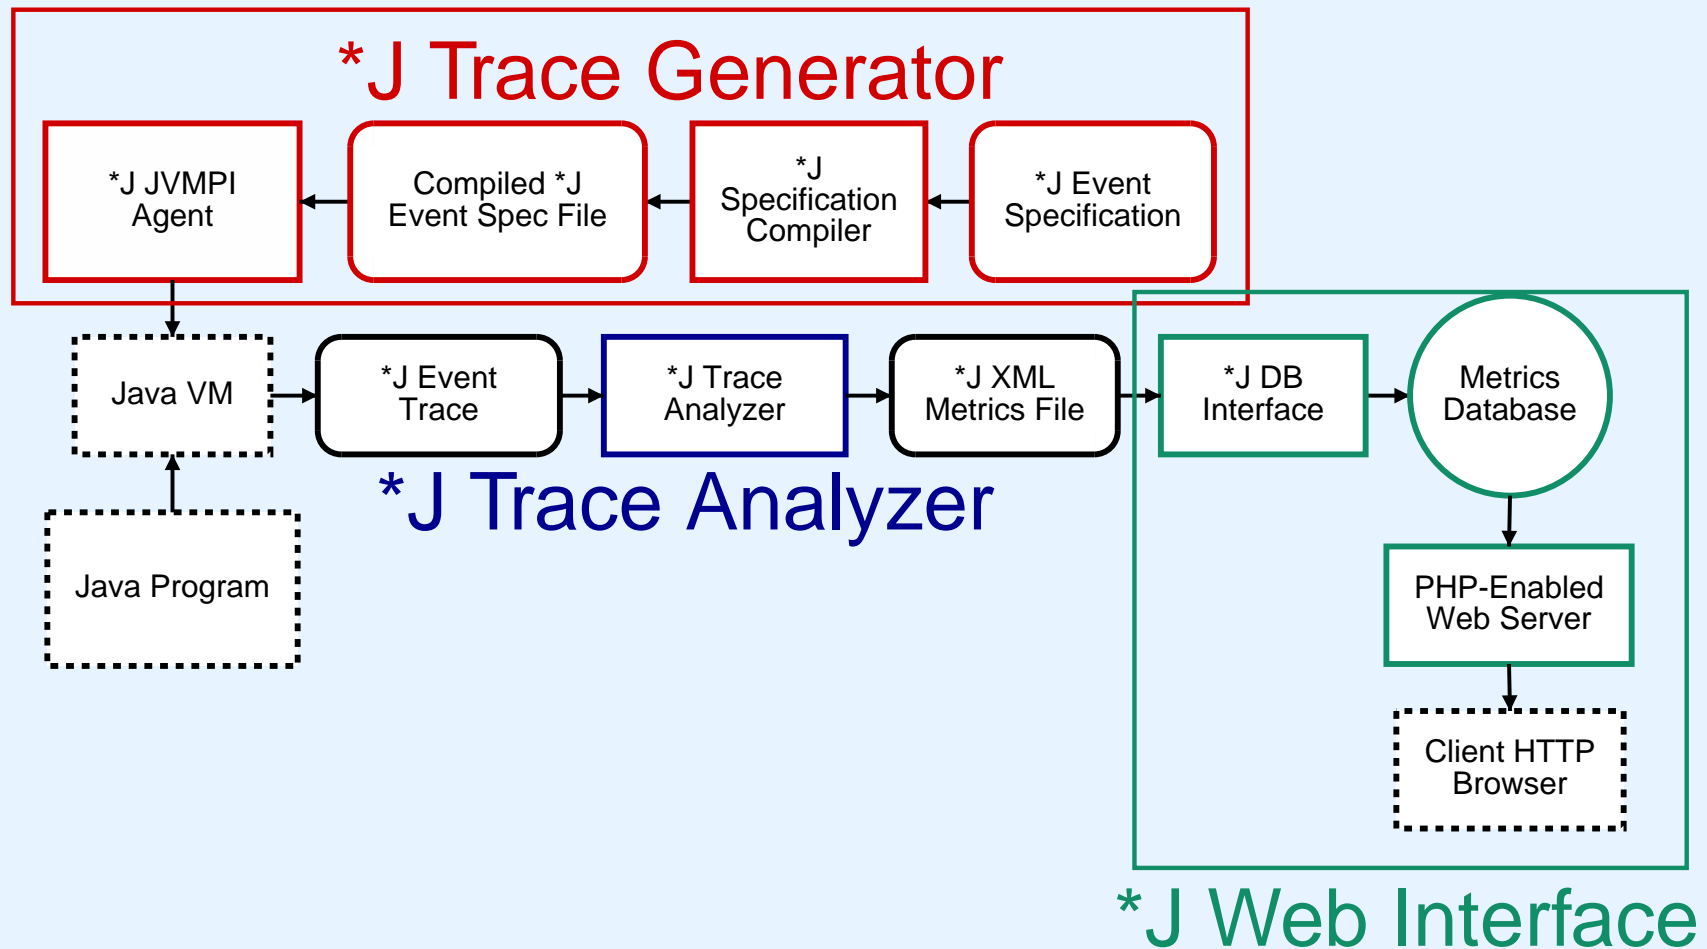 *J Trace Generator
*J JVMPI
Agent
Compiled *J
Event Spec File
*J
Specification
Compiler
*J Event
Specification
Java VM
*J Event
Trace
*J Trace
Analyzer
*J XML
Metrics File
*J DB
Interface
Metrics
Database
*J Trace Analyzer
Java Program
PHP-Enabled
Web Server
Client HTTP
Browser
*J Web Interface